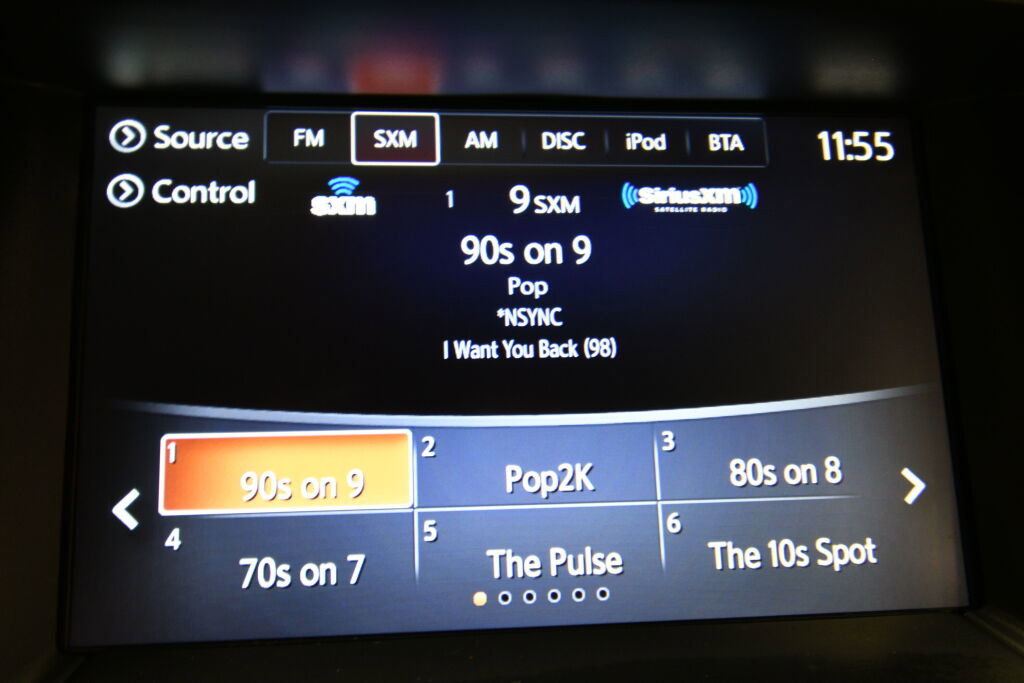 Source FM SXM AM DISC iPod BTA 11:55
Control sxm 1 9 SXM SiriusXM
SATELLITE RADIO
90s on 9
Pop
*NSYNC
I Want You Back (98)
1 90s on 9 2 Pop2K 3 80s on 8
4 70s on 7 5 The Pulse 6 The 10s Spot